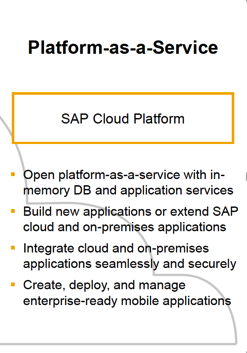 Platform-as-a-Service
SAP Cloud Platform
▪ Open platform-as-a-service with in-
memory DB and application services
▪ Build new applications or extend SAP
cloud and on-premises applications
▪ Integrate cloud and on-premises
applications seamlessly and securely
▪ Create, deploy, and manage
enterprise-ready mobile applications